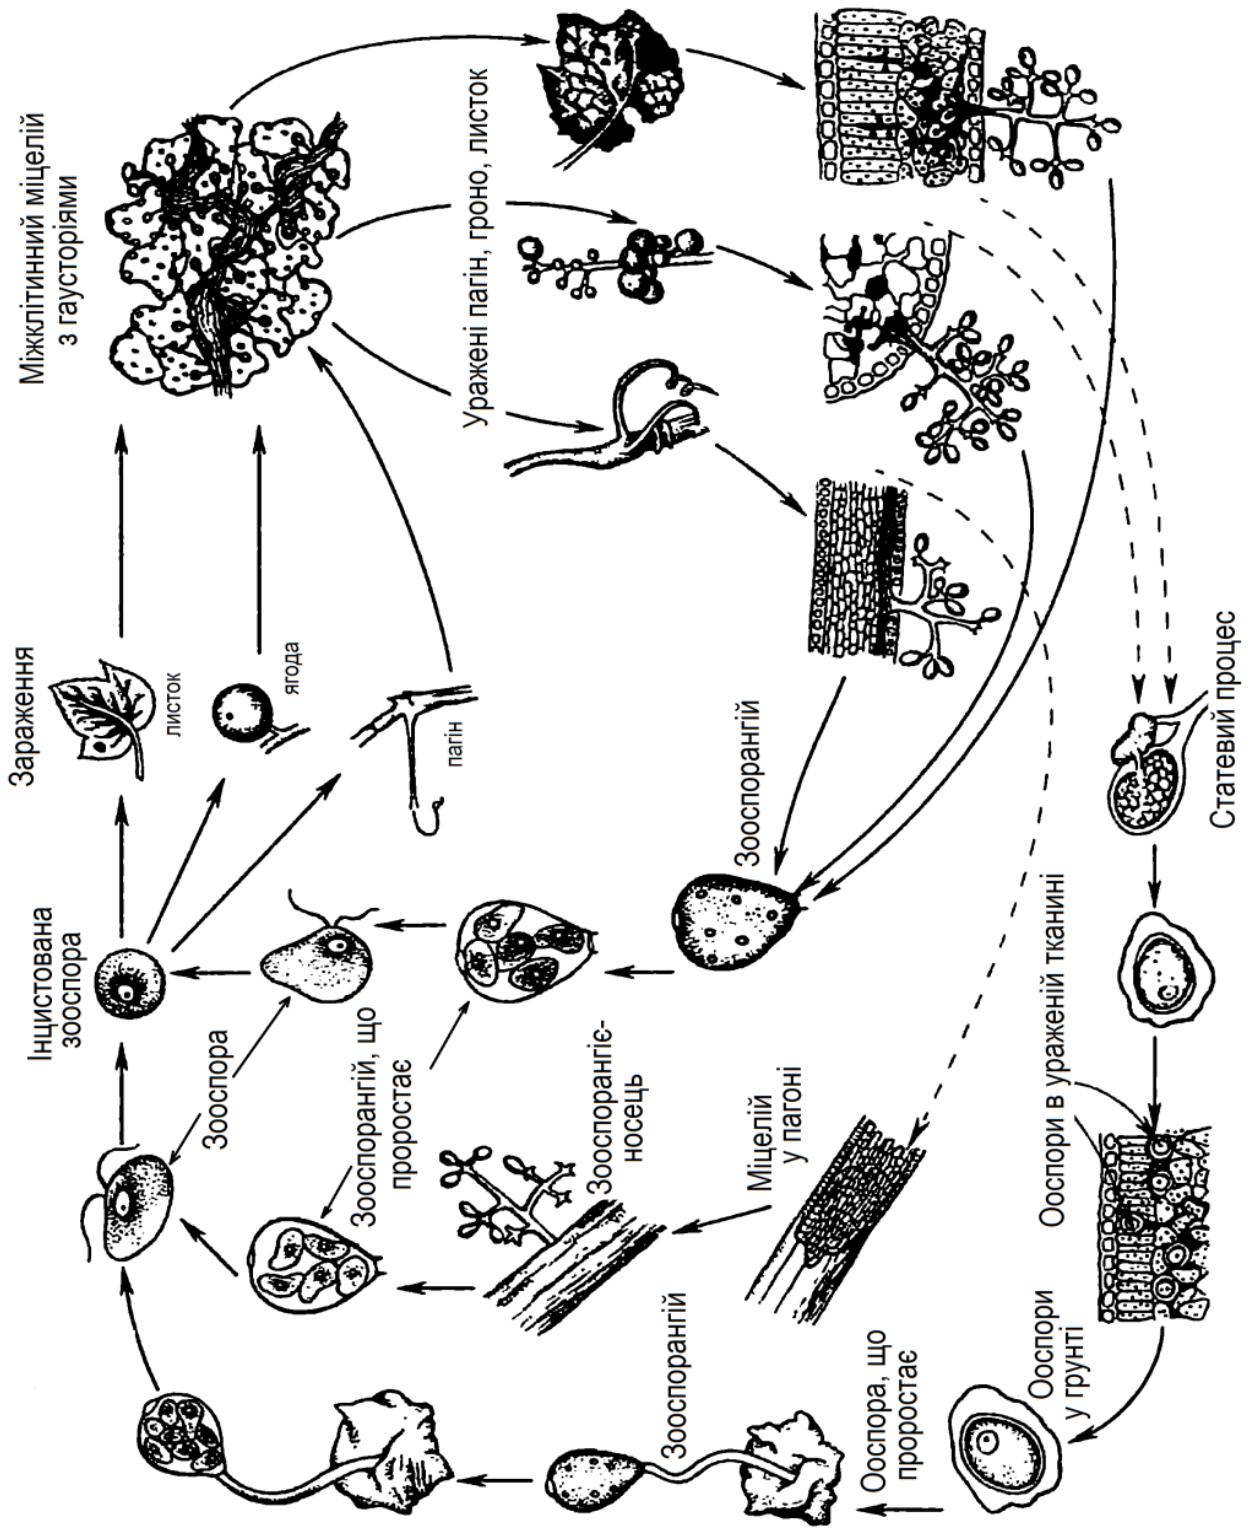 Інцистована
зооспора
Зараження
Міжклітинний міцелій
з гаусторіями
листок
Зооспора
ягода
Зооспорангій, що
проростає
пагін
Уражені пагін, гроно, листок
Зооспорангіє-
носець
Зооспорангій
Зооспорангій
Міцелій
у пагоні
Ооспора, що
проростає
Ооспори
у грунті
Ооспори в ураженій тканині
Статевий процес